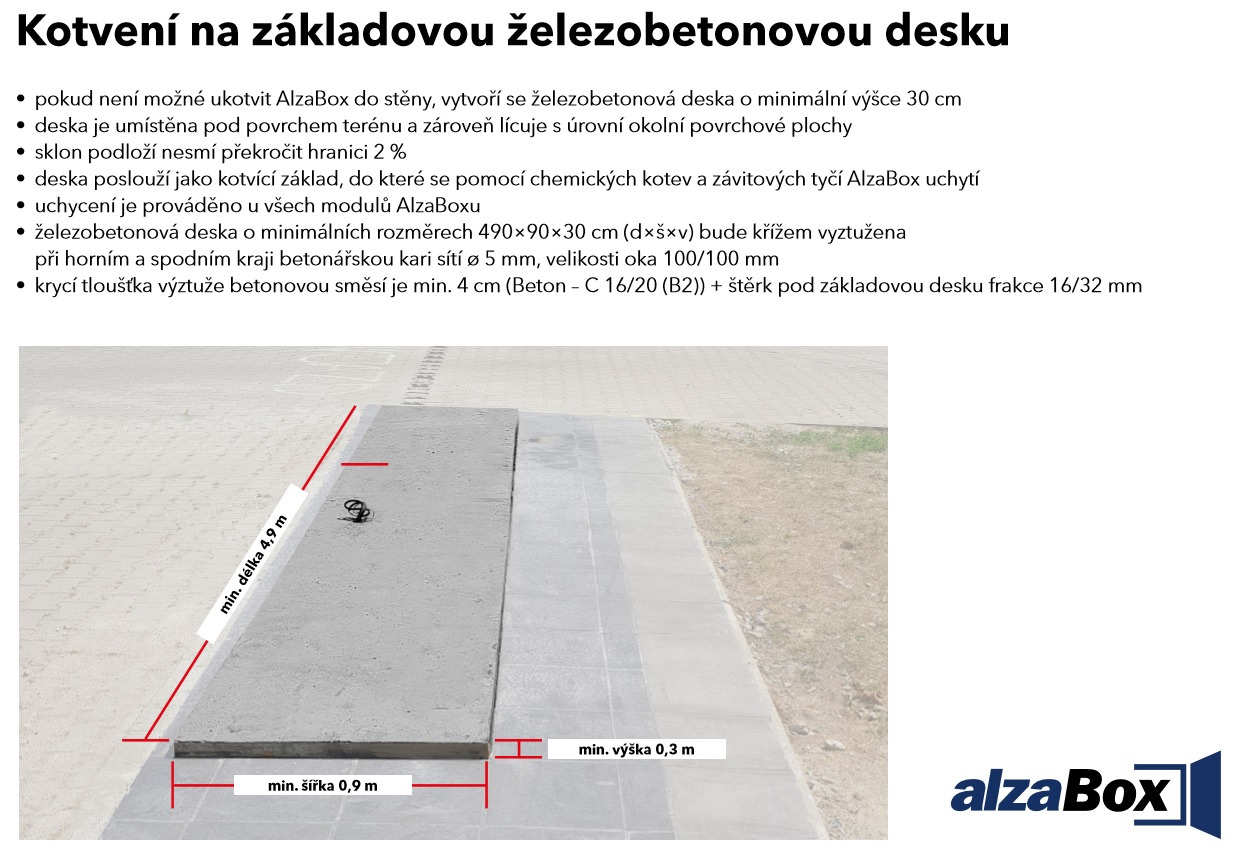 Kotvení na základovou železobetonovou desku
• pokud není možné ukotvit AlzaBox do stěny, vytvoří se železobetonová deska o minimální výšce 30 cm
• deska je umístěna pod povrchem terénu a zároveň lícuje s úrovní okolní povrchové plochy
• sklon podloží nesmí překročit hranici 2 %
• deska poslouží jako kotvící základ, do které se pomocí chemických kotev a závitových tyčí AlzaBox uchytí
• uchycení je prováděno u všech modulů AlzaBoxu
• železobetonová deska o minimálních rozměrech 490×90×30 cm (d×š×v) bude křížem vyztužena
při horním a spodním kraji betonářskou kari sítí ø 5 mm, velikosti oka 100/100 mm
• krycí tloušťka výztuže betonovou směsí je min. 4 cm (Beton – C 16/20 (B2)) + štěrk pod základovou desku frakce 16/32 mm
min. délka 4,9 m
min. výška 0,3 m
min. šířka 0,9 m
alzaBox